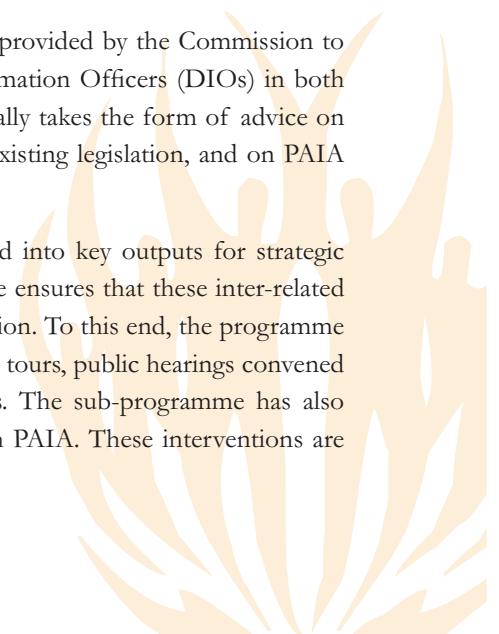 provided by the Commission to
mation Officers (DIOs) in both
ally takes the form of advice on
xisting legislation, and on PAIA
d into key outputs for strategic
e ensures that these inter-related
ion. To this end, the programme
tours, public hearings convened
s. The sub-programme has also
n PAIA. These interventions are